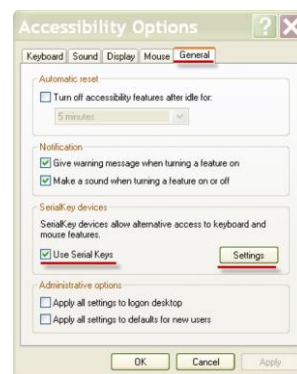 Accessibility Options
Keyboard Sound Display Mouse General
Automatic reset
Turn off accessibility features after idle for:
5 minutes
Notification
Give warning message when turning a feature on
Make a sound when turning a feature on or off
SerialKey devices
SerialKey devices allow alternative access to keyboard and
mouse features.
Use Serial Keys Settings
Administrative options
Apply all settings to logon desktop
Apply all settings to defaults for new users
OK Cancel Apply